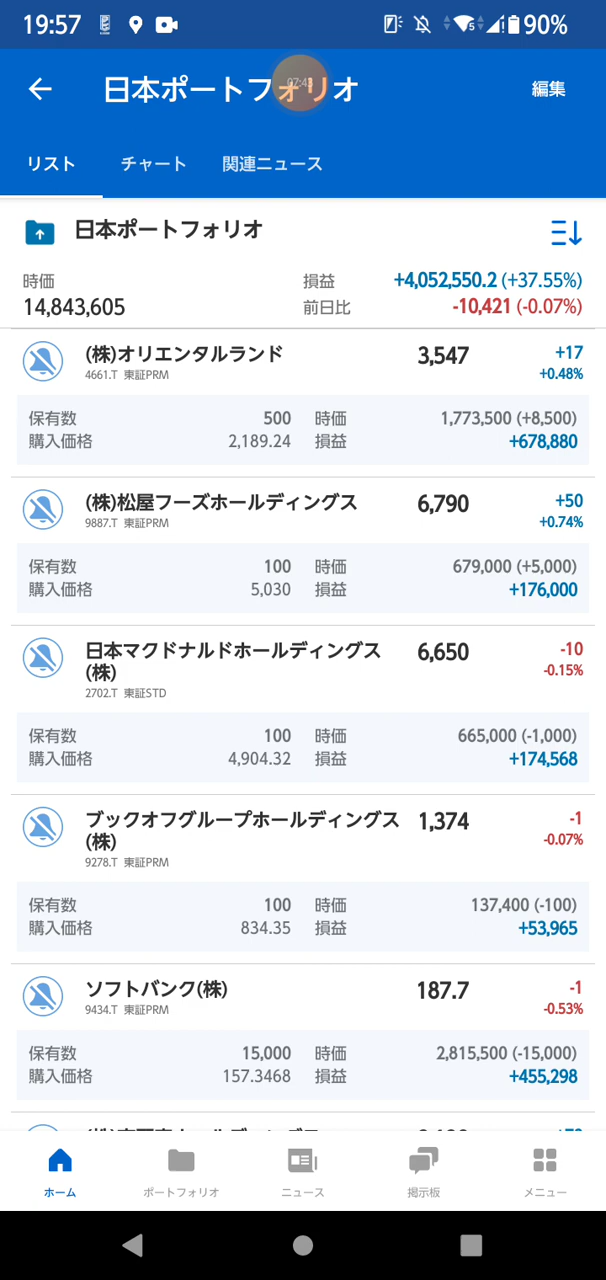 19:57
5
90%
日本ポートフォリオ
07:43
編集
リスト チャート 関連ニュース
日本ポートフォリオ
時価 損益 +4,052,550.2 (+37.55%)
14,843,605 前日比 -10,421 (-0.07%)
(株)オリエンタルランド 3,547 +17
4661.T 東証PRM +0.48%
保有数 500 時価 1,773,500 (+8,500)
購入価格 2,189.24 損益 +678,880
(株)松屋フーズホールディングス 6,790 +50
9887.T 東証PRM +0.74%
保有数 100 時価 679,000 (+5,000)
購入価格 5,030 損益 +176,000
日本マクドナルドホールディングス 6,650 -10
(株) -0.15%
2702.T 東証STD
保有数 100 時価 665,000 (-1,000)
購入価格 4,904.32 損益 +174,568
ブックオフグループホールディングス 1,374 -1
(株) -0.07%
9278.T 東証PRM
保有数 100 時価 137,400 (-100)
購入価格 834.35 損益 +53,965
ソフトバンク(株) 187.7 -1
9434.T 東証PRM -0.53%
保有数 15,000 時価 2,815,500 (-15,000)
購入価格 157.3468 損益 +455,298
ホーム ポートフォリオ ニュース 掲示板 メニュー